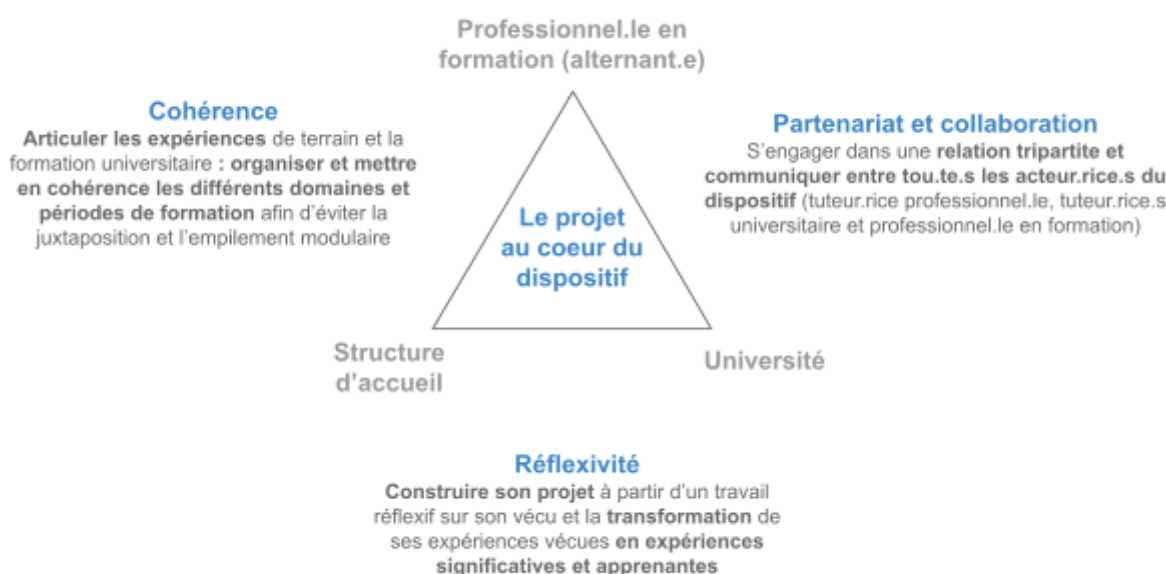 Professionnel.le en
formation (alternant.e)
Cohérence
Articuler les expériences de terrain et la
formation universitaire : organiser et mettre
en cohérence les différents domaines et
périodes de formation afin d'éviter la
juxtaposition et l'empilement modulaire
Partenariat et collaboration
S'engager dans une relation tripartite et
communiquer entre tou.te.s les acteur.rice.s du
dispositif (tuteur.rice professionnel.le, tuteur.rice.s
universitaire et professionnel.le en formation)
Le projet
au coeur du
dispositif
Structure
d'accueil
Université
Réflexivité
Construire son projet à partir d'un travail
réflexif sur son vécu et la transformation de
ses expériences vécues en expériences
significatives et apprenantes